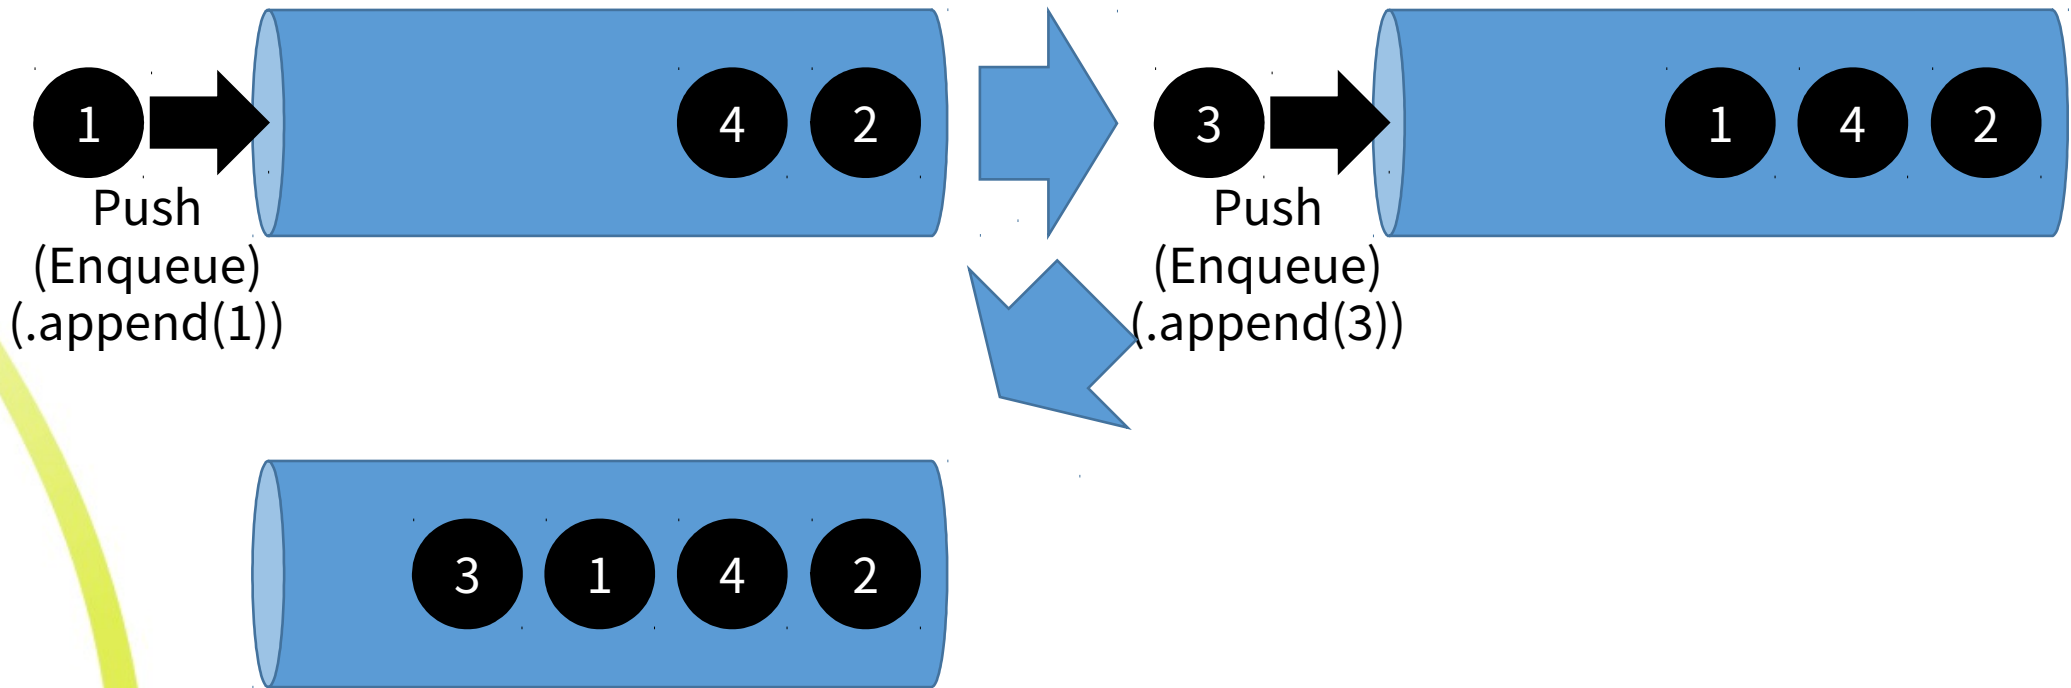 1
4 2
Push
(Enqueue)
(.append(1))
3
1 4 2
Push
(Enqueue)
(.append(3))
3 1 4 2